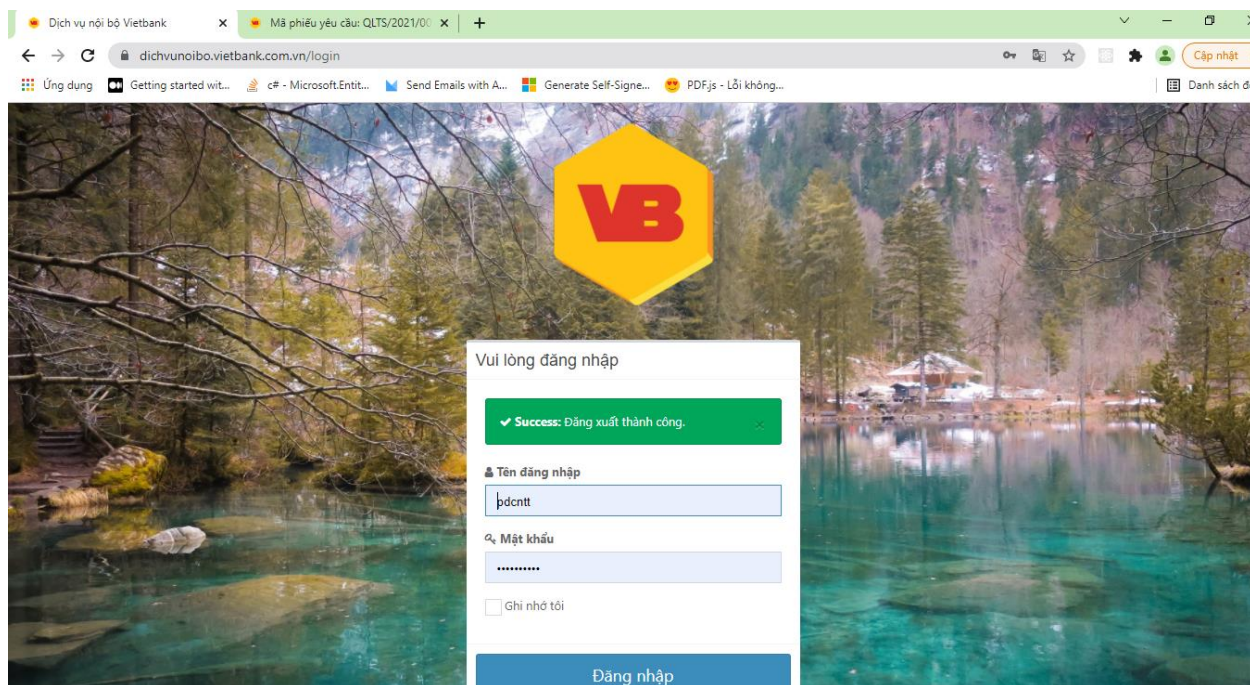 Dịch vụ nội bộ Vietbank
Mã phiếu yêu cầu: QLTS/2021/00
dichvunoibo.vietbank.com.vn/login
Cập nhật
Ứng dụng
Getting started wit...
c# - Microsoft.Entit...
Send Emails with A...
Generate Self-Signe...
PDF.js - Lỗi không...
Danh sách đ
VB
Vui lòng đăng nhập
Success: Đăng xuất thành công.
Tên đăng nhập
pdcntt
Mật khẩu
••••••••••
Ghi nhớ tôi
Đăng nhập